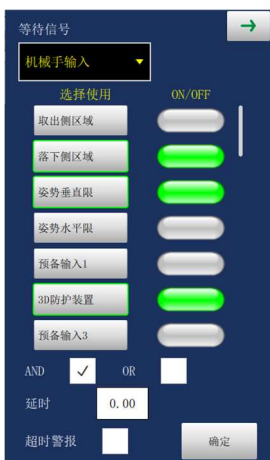 等待信号
机械手输入
选择使用 ON/OFF
取出侧区域
落下侧区域
姿势垂直限
姿势水平限
预备输入1
3D防护装置
预备输入3
AND OR
延时 0.00
超时警报 确定